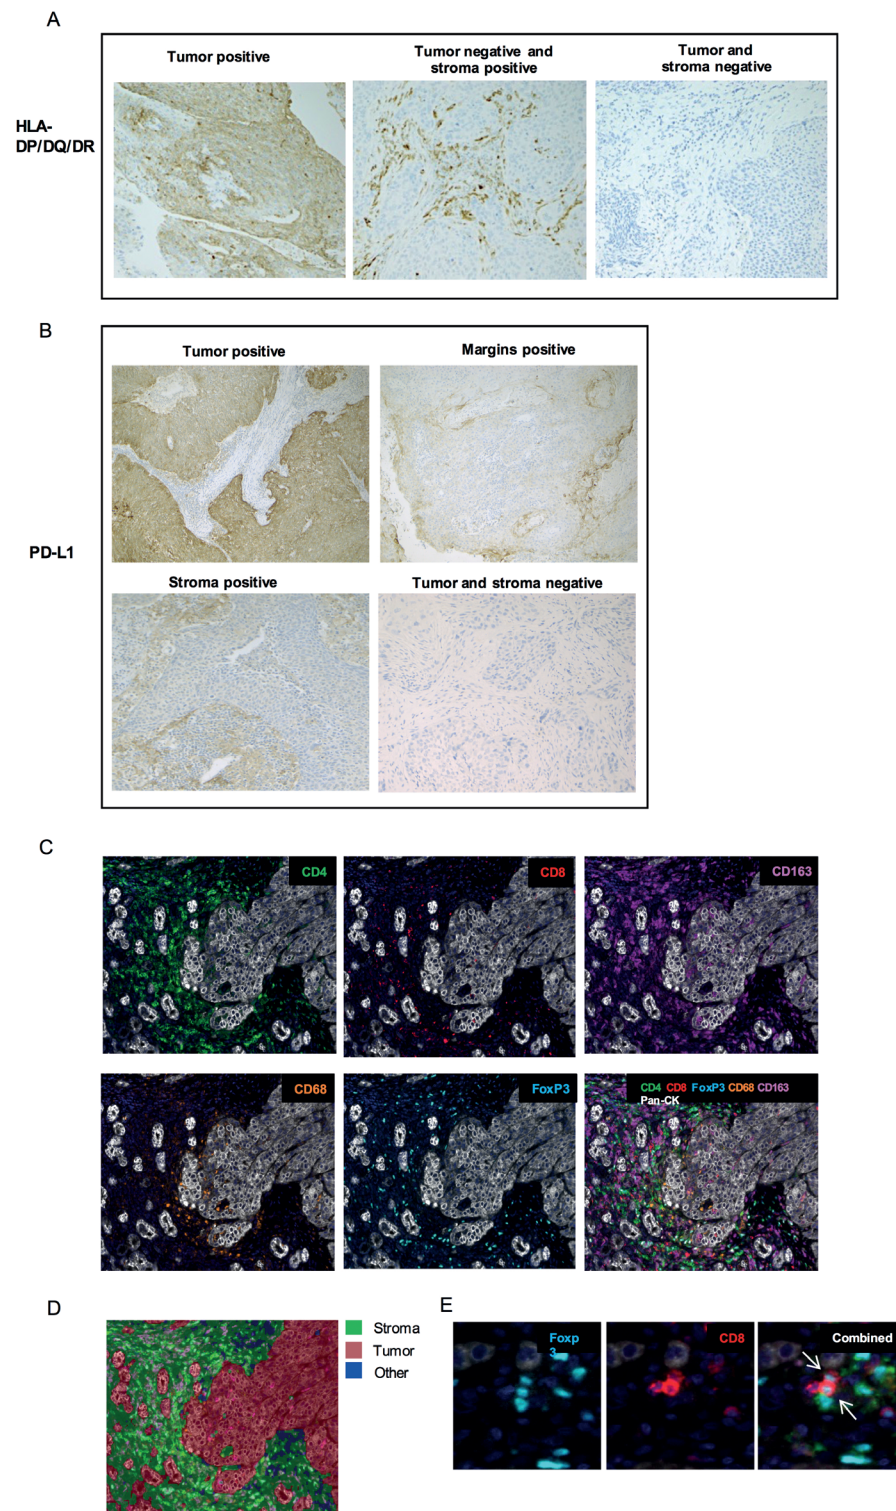 A
Tumor positive
Tumor negative and
stroma positive
Tumor and
stroma negative
HLA-
DP/DQ/DR
B
Tumor positive
Margins positive
PD-L1
Stroma positive
Tumor and stroma negative
C
CD4
CD8
CD163
CD68
FoxP3
CD4 CD8 FoxP3 CD68 CD163
Pan-CK
D
Stroma
Tumor
Other
E
Foxp
3
CD8
Combined